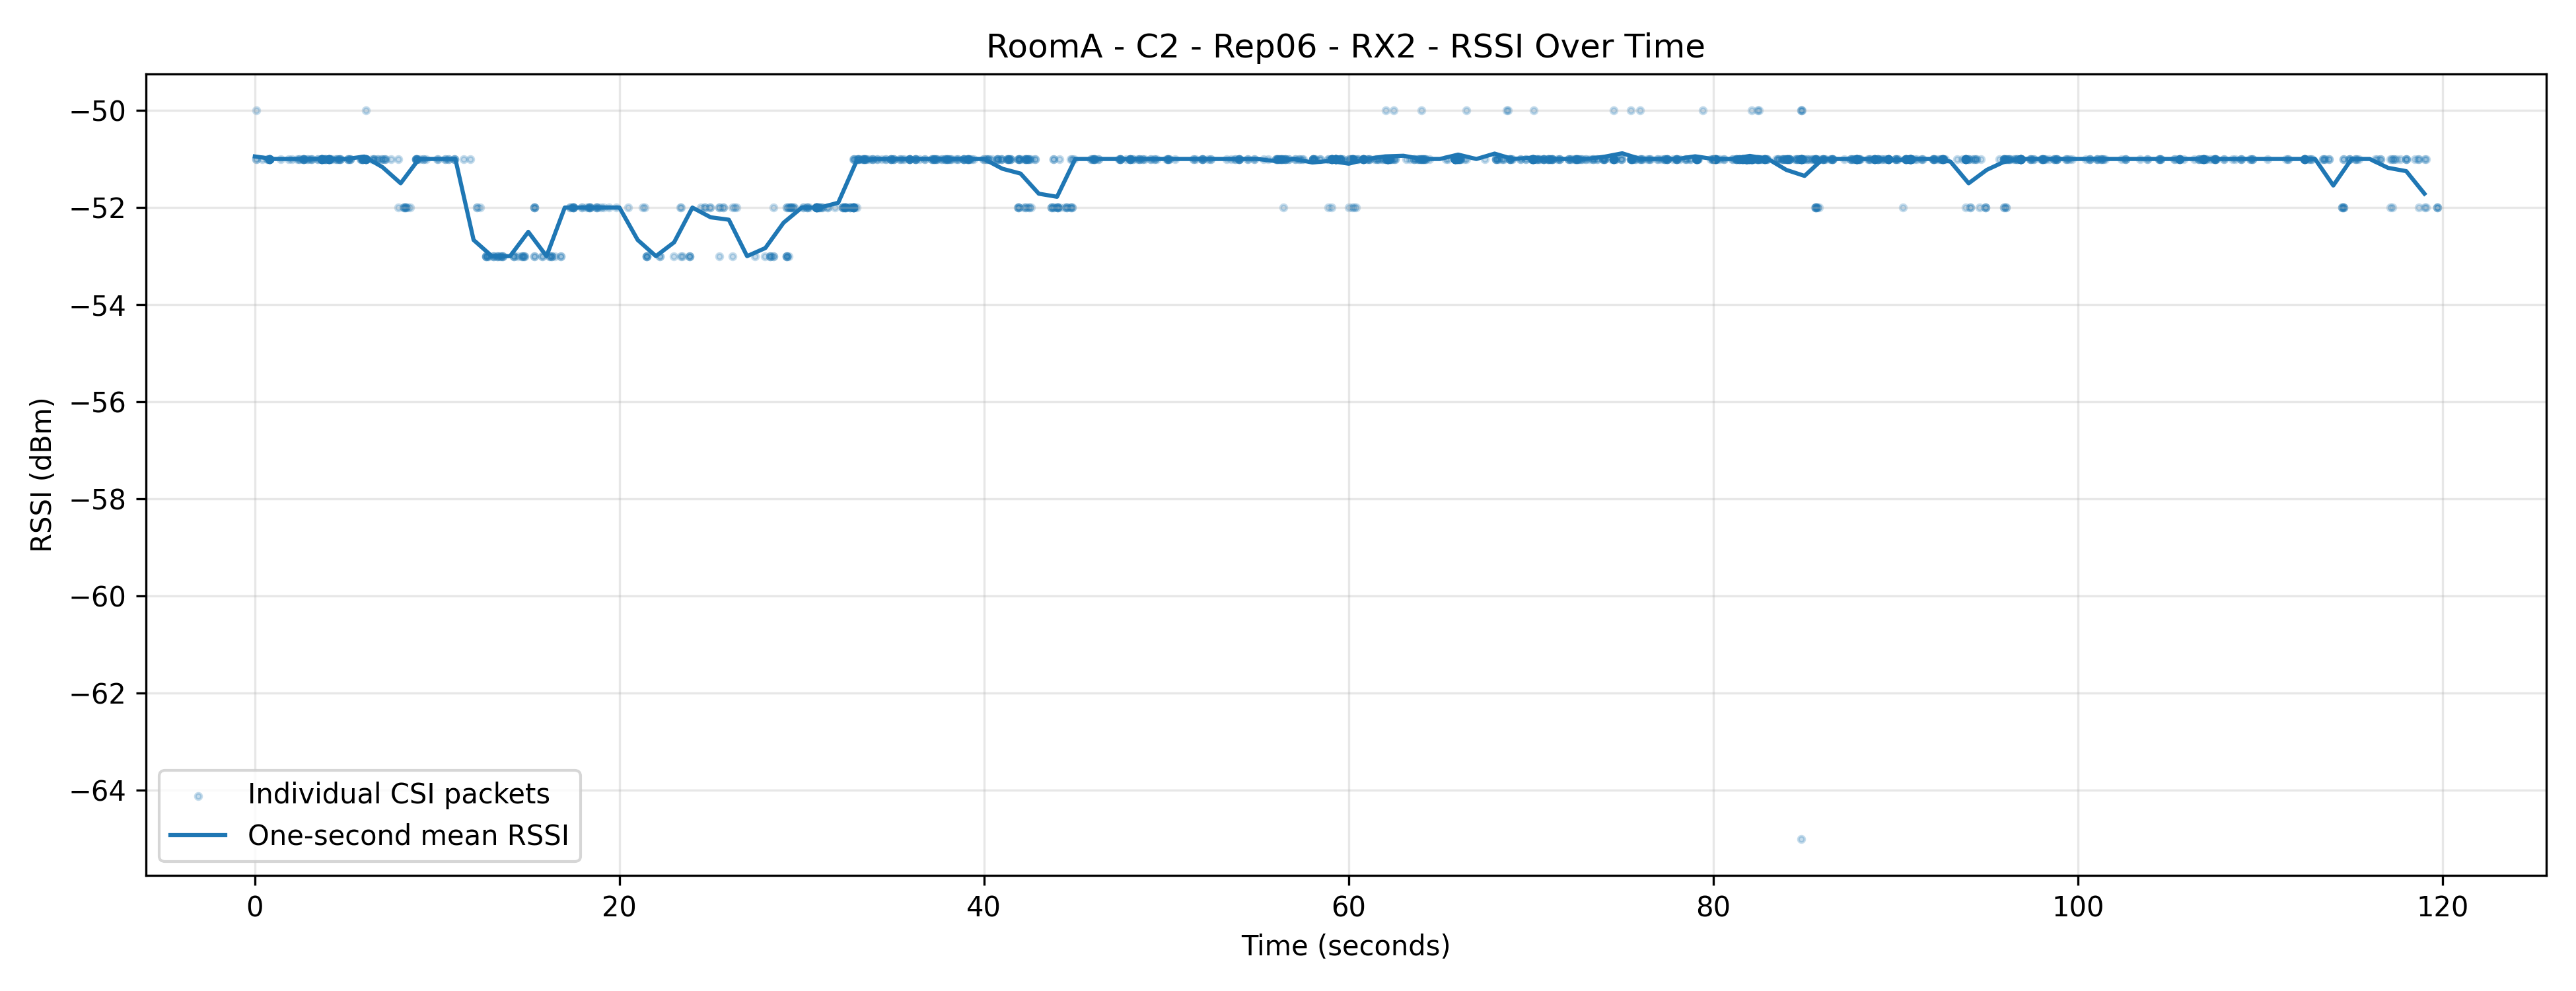 RoomA - C2 - Rep06 - RX2 - RSSI Over Time
RSSI (dBm)
−50
−52
−54
−56
−58
−60
−62
−64
Individual CSI packets
One-second mean RSSI
0 20 40 60 80 100 120
Time (seconds)